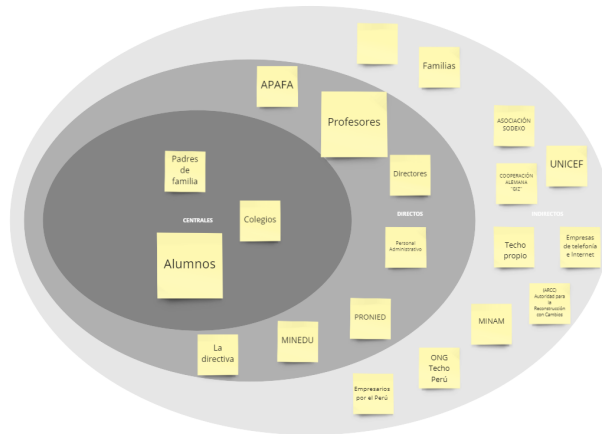 Familias
APAFA
Profesores
ASOCIACIÓN
SODEXO
Padres
de
familia
Directores
COOPERACIÓN
ALEMANA
"GIZ"
UNICEF
Colegios
CENTRALES
DIRECTOS
INDIRECTOS
Alumnos
Personal
Administrativo
Techo
propio
Empresas
de telefonía
e Internet
(ARCC)
Autoridad para
la
Reconstrucción
con Cambios
PRONIED
MINAM
MINEDU
La
directiva
ONG
Techo
Perú
Empresarios
por el Perú